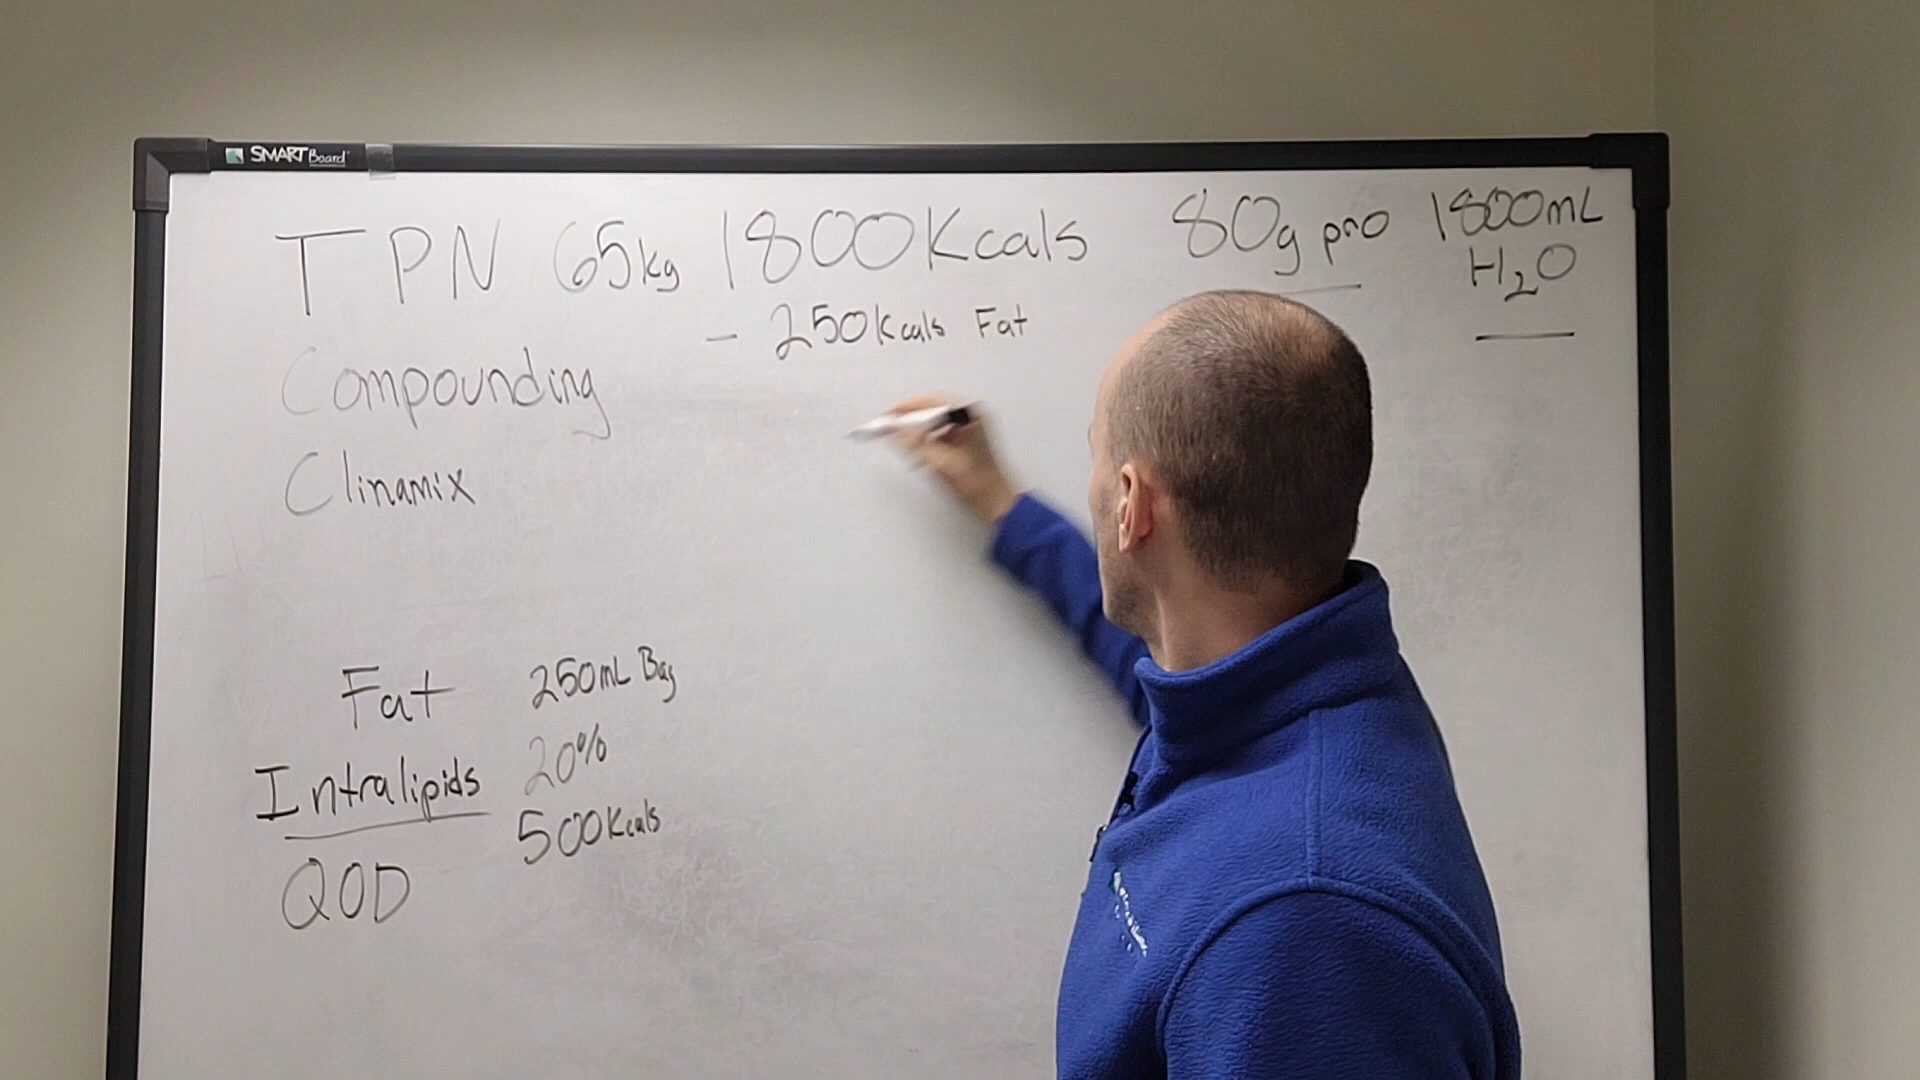 SMART Board
TPN 65kg 1800Kcals 80g pro 1800mL
H2O
- 250Kcals Fat
Compounding
Clinamix
Fat 250mL Bag
Intralipids 20%
500Kcals
QOD